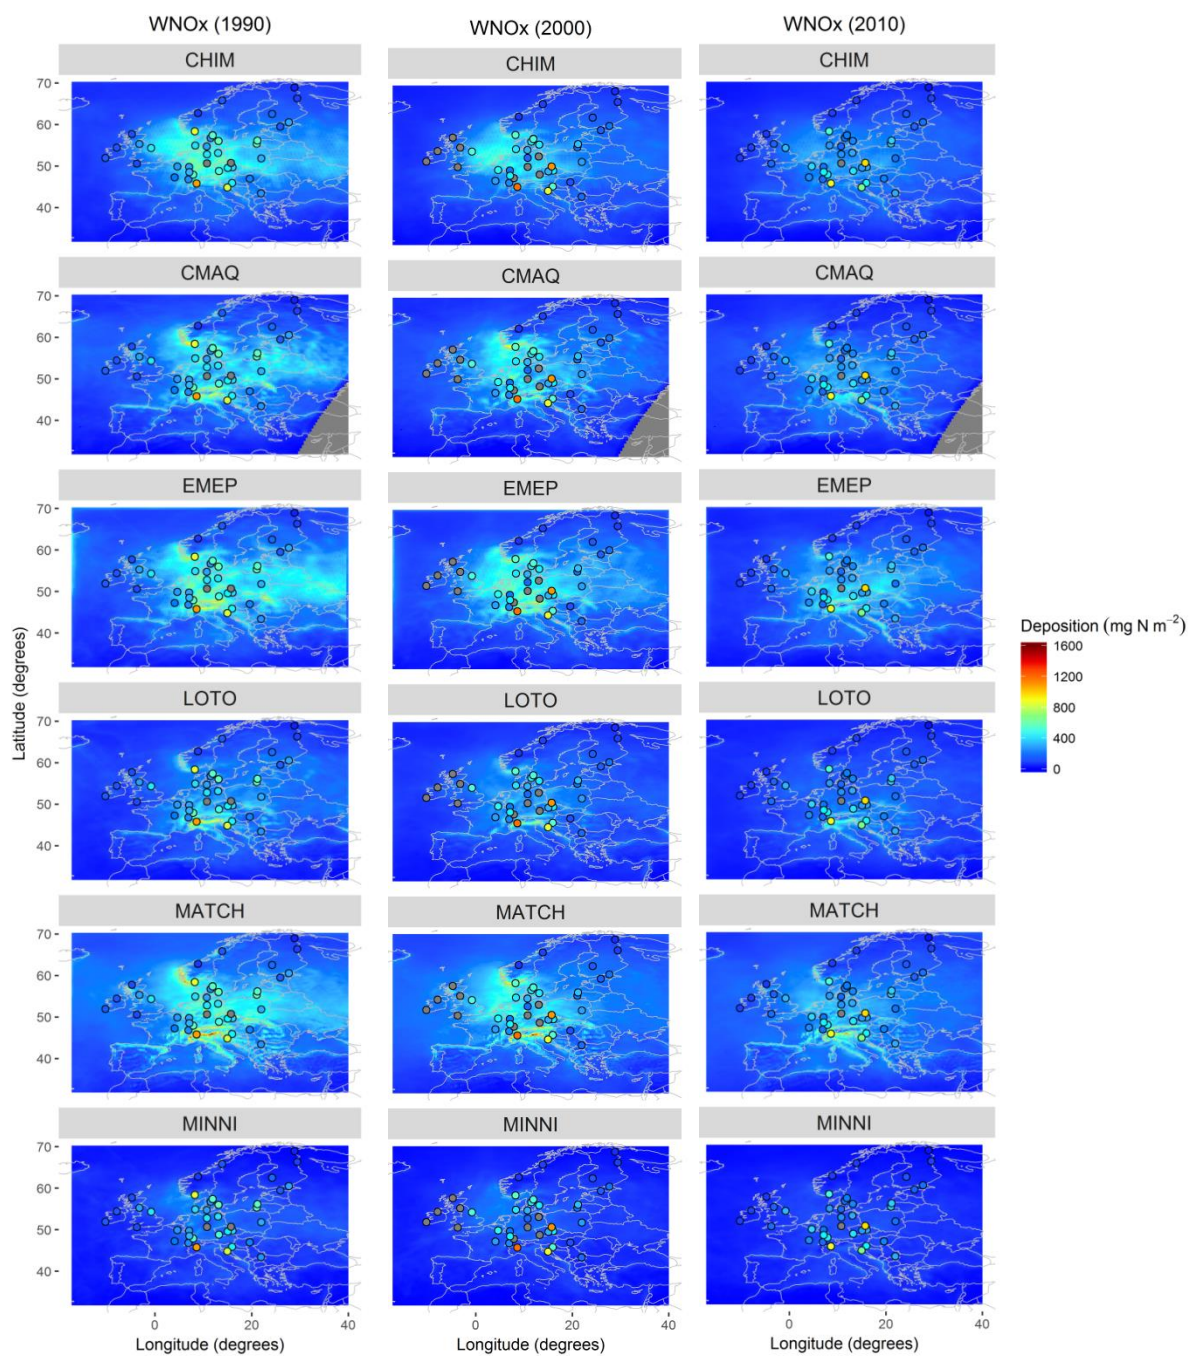 WNOx (1990) WNOx (2000) WNOx (2010)
CHIM CHIM CHIM
70
60
50
40
CMAQ CMAQ CMAQ
70
60
50
40
EMEP EMEP EMEP
70
60
50
40
Latitude (degrees)
Deposition (mg N m−2)
1600
1200
800
400
0
LOTO LOTO LOTO
70
60
50
40
MATCH MATCH MATCH
70
60
50
40
MINNI MINNI MINNI
70
60
50
40
0 20 40 0 20 40 0 20 40
Longitude (degrees) Longitude (degrees) Longitude (degrees)